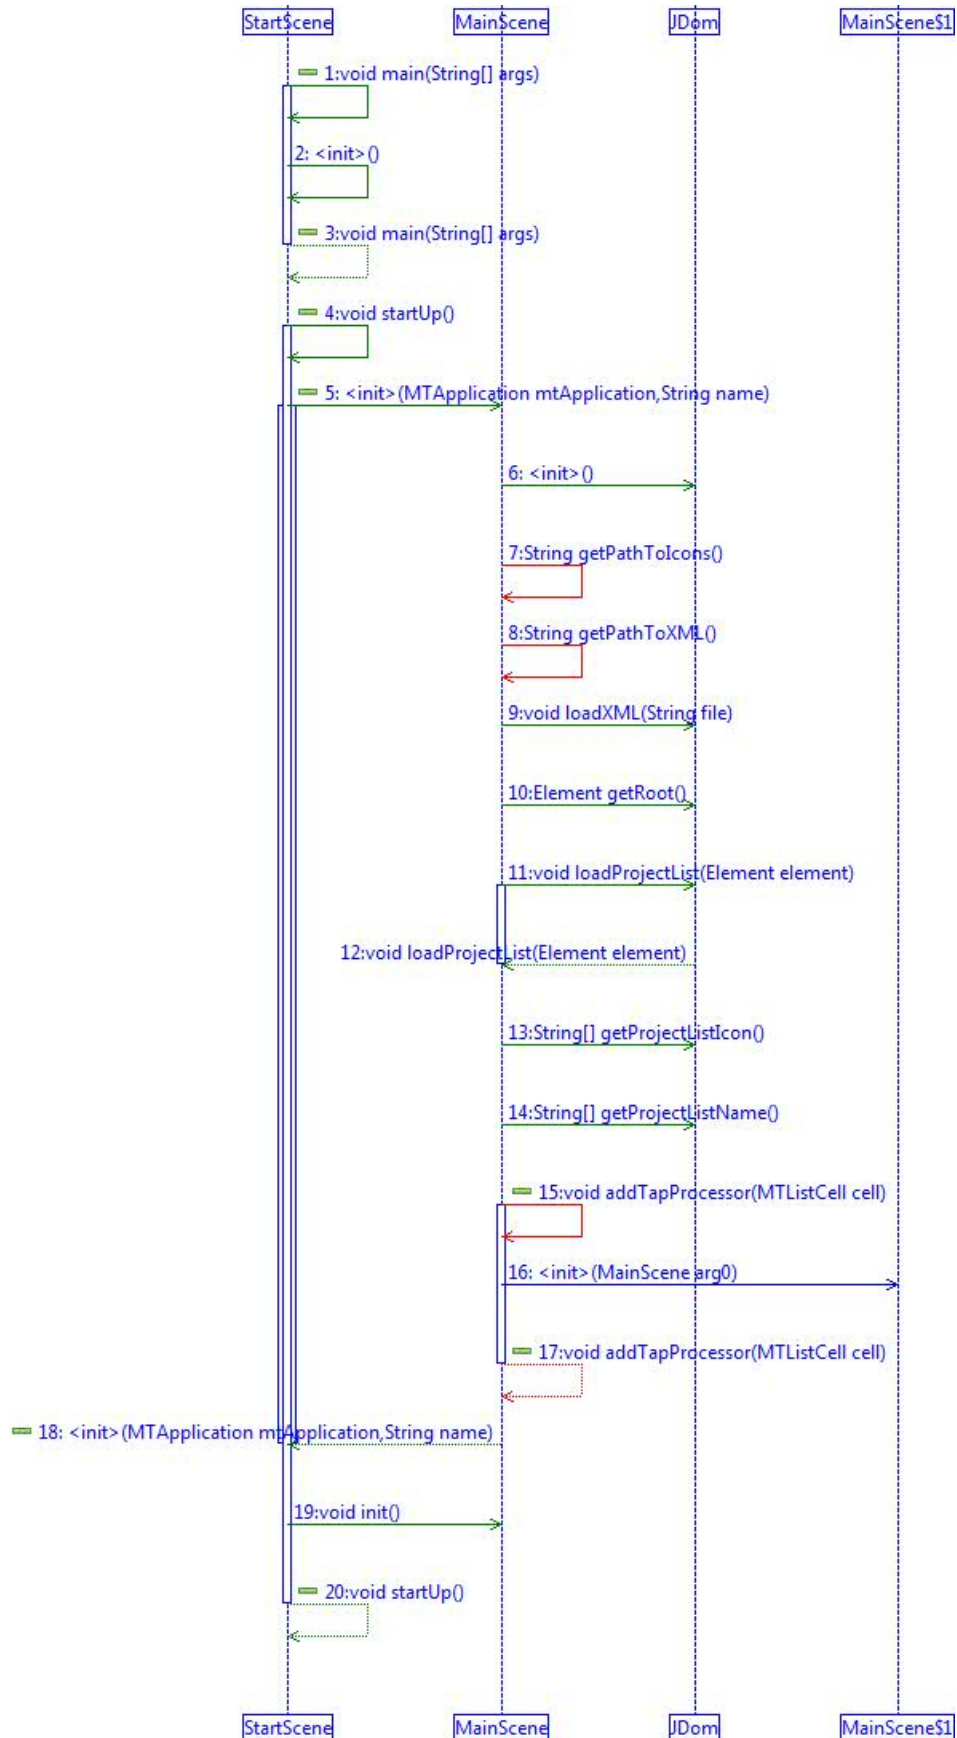 StartScene MainScene JDom MainScene$1
1:void main(String[] args)
2: <init>()
3:void main(String[] args)
4:void startUp()
5: <init>(MTApplication mtApplication,String name)
6: <init>()
7:String getPathToIcons()
8:String getPathToXML()
9:void loadXML(String file)
10:Element getRoot()
11:void loadProjectList(Element element)
12:void loadProjectList(Element element)
13:String[] getProjectListIcon()
14:String[] getProjectListName()
15:void addTapProcessor(MTListCell cell)
16: <init>(MainScene arg0)
17:void addTapProcessor(MTListCell cell)
18: <init>(MTApplication mtApplication,String name)
19:void init()
20:void startUp()
StartScene MainScene JDom MainScene$1